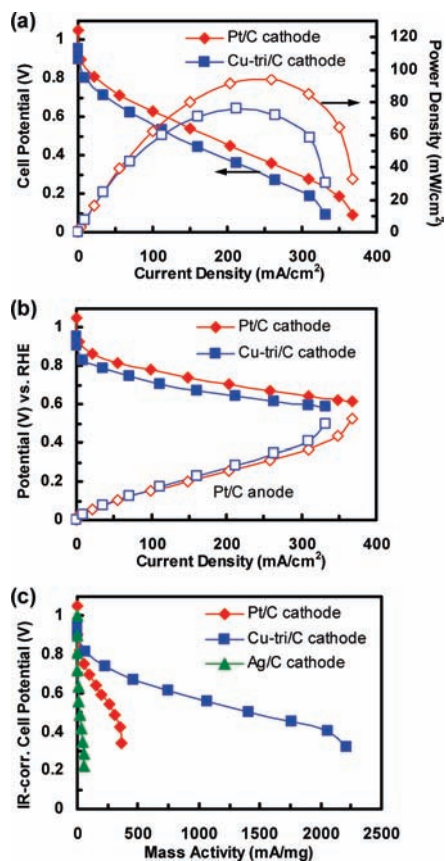 (a)
Pt/C cathode
Cu-tri/C cathode
Cell Potential (V)
1
0.8
0.6
0.4
0.2
0
120
100
80
60
40
20
0
Power Density (mW/cm²)
0 100 200 300 400
Current Density (mA/cm²)
(b)
Pt/C cathode
Cu-tri/C cathode
Potential (V) vs. RHE
1
0.8
0.6
0.4
0.2
0
Pt/C anode
0 100 200 300 400
Current Density (mA/cm²)
(c)
Pt/C cathode
Cu-tri/C cathode
Ag/C cathode
IR-corr. Cell Potential (V)
1
0.8
0.6
0.4
0.2
0
0 500 1000 1500 2000 2500
Mass Activity (mA/mg)